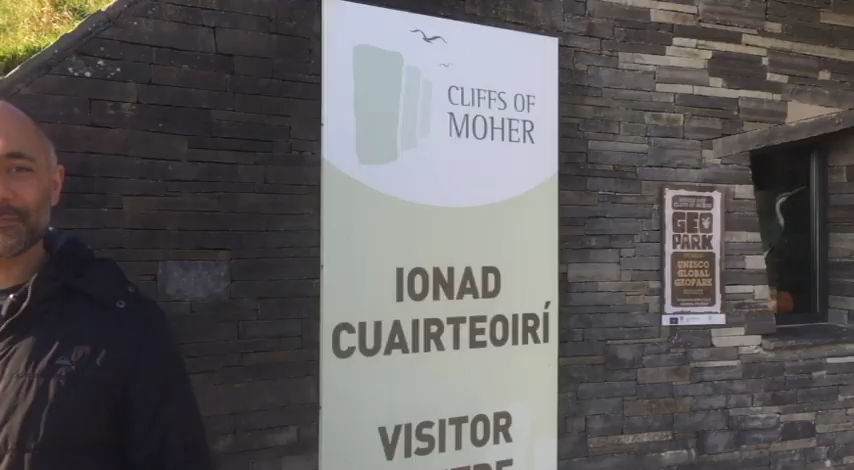 CLIFFS OF
MOHER
IONAD
CUAIRTEOIRÍ
VISITOR
GEO
PARK
UNESCO
GLOBAL
GEOPARK